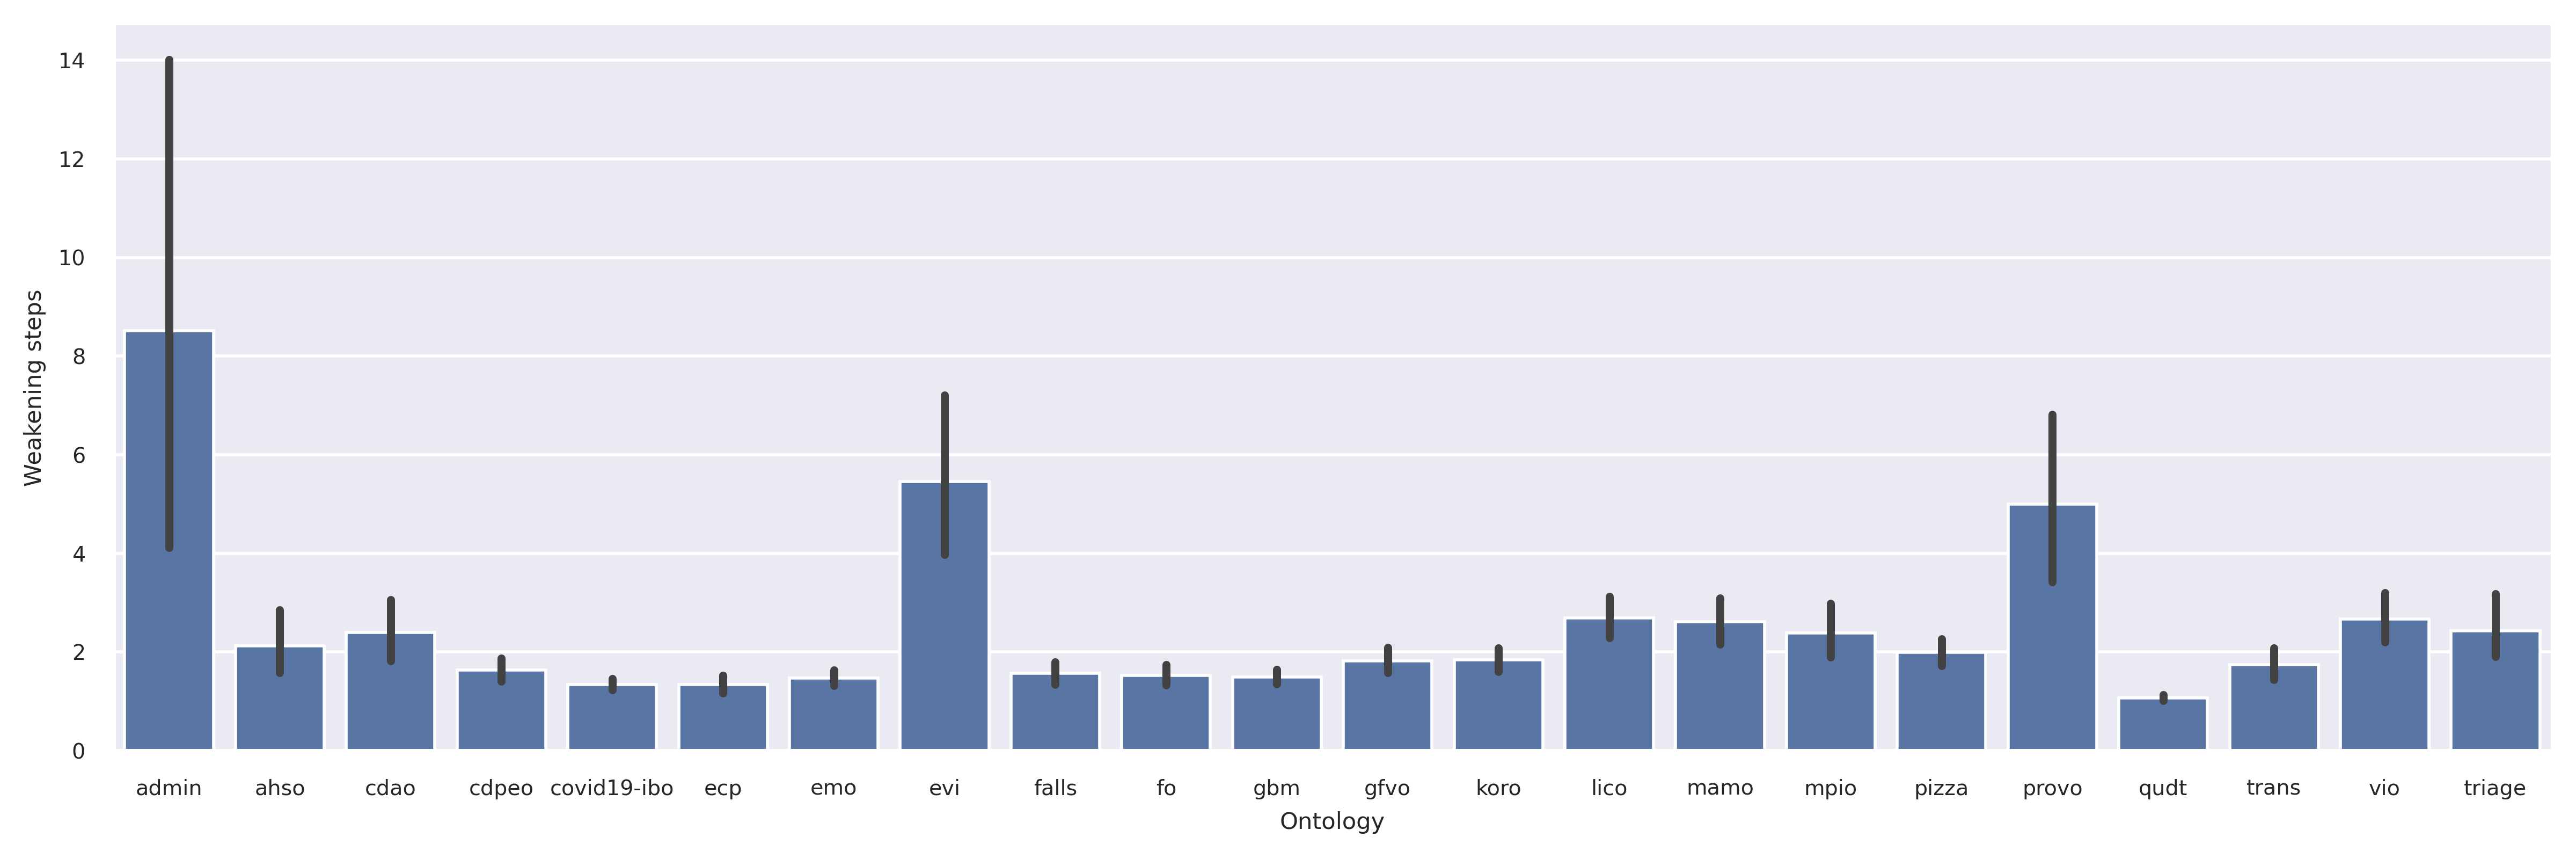 14
12
10
8
6
4
2
0
Weakening steps
admin ahso cdao cdpeo covid19-ibo ecp emo evi falls fo gbm gfvo koro lico mamo mpio pizza provo qudt trans vio triage
Ontology